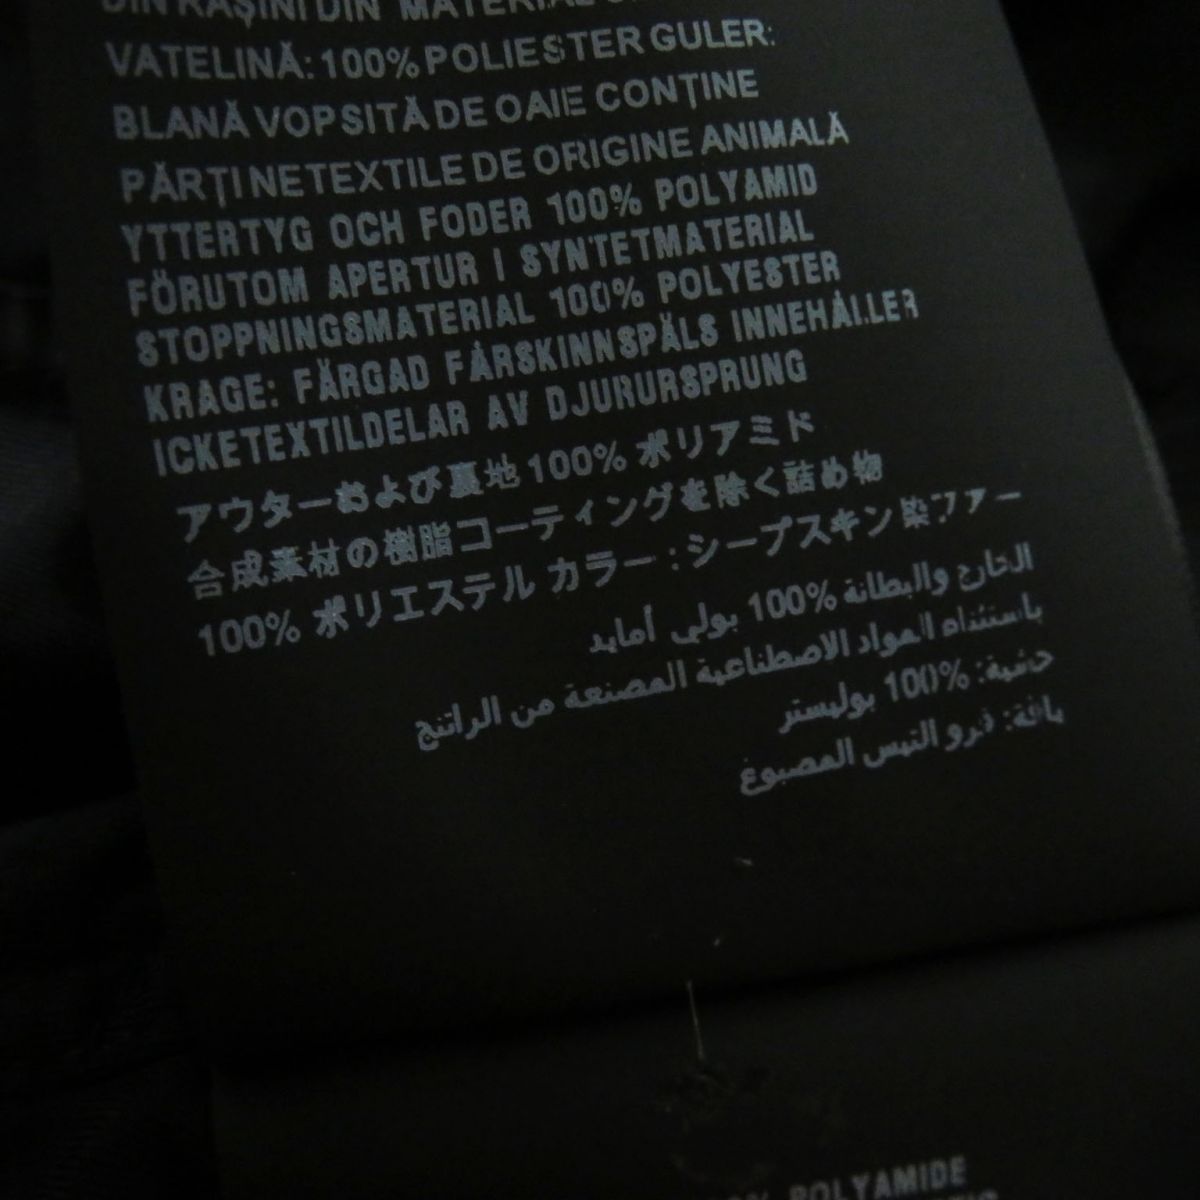 DIN RĂȘINI DIN MATERIAL
VATELINĂ: 100% POLIESTER GULER:
BLANĂ VOPSITĂ DE OAIE CONȚINE
PĂRȚI NETEXTILE DE ORIGINE ANIMALĂ
YTTERTYG OCH FODER 100% POLYAMID
FÖRUTOM APERTUR I SYNTETMATERIAL
STOPPNINGSMATERIAL 100% POLYESTER
KRAGE: FÄRGAD FÅRSKINNSPÄLS INNEHÅLLER
ICKETEXTILDELAR AV DJURURSPRUNG
アウターおよび裏地 100% ポリアミド
合成素材の樹脂コーティングを除く詰め物
100% ポリエステル カラー : シープスキン染ファー
الخارج والبطانة %100 بولي أمايد
باستثناء المواد الاصطناعية المصنعة من الراتنج
حشية: %100 بوليستر
ياقة: فرو التيس المصبوغ
% POLYAMIDE